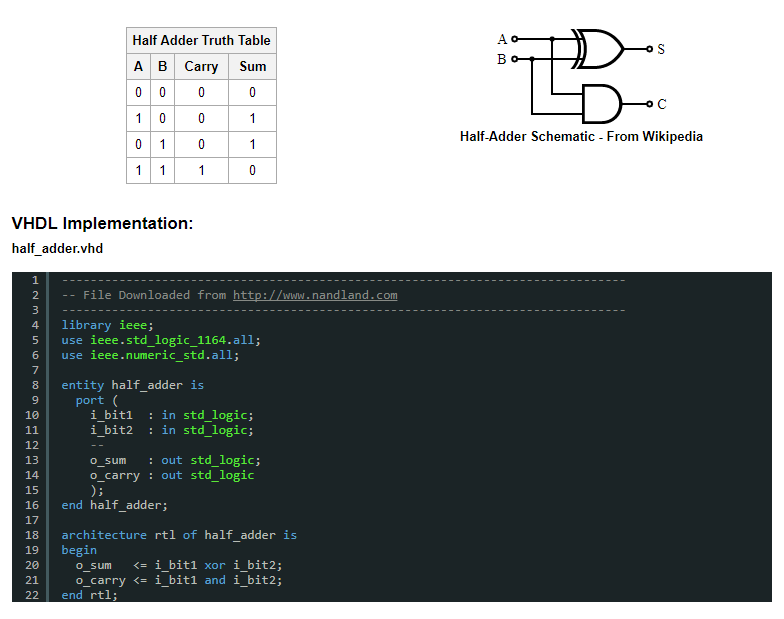 Half Adder Truth Table
A B Carry Sum
0 0 0 0
1 0 0 1
0 1 0 1
1 1 1 0
A
B
S
C
Half-Adder Schematic - From Wikipedia
VHDL Implementation:
half_adder.vhd
1 -------------------------------------------------------------------------------
2 -- File Downloaded from http://www.nandland.com
3 -------------------------------------------------------------------------------
4 library ieee;
5 use ieee.std_logic_1164.all;
6 use ieee.numeric_std.all;
7
8 entity half_adder is
9   port (
10     i_bit1  : in std_logic;
11     i_bit2  : in std_logic;
12     --
13     o_sum   : out std_logic;
14     o_carry : out std_logic
15     );
16 end half_adder;
17
18 architecture rtl of half_adder is
19 begin
20   o_sum   <= i_bit1 xor i_bit2;
21   o_carry <= i_bit1 and i_bit2;
22 end rtl;